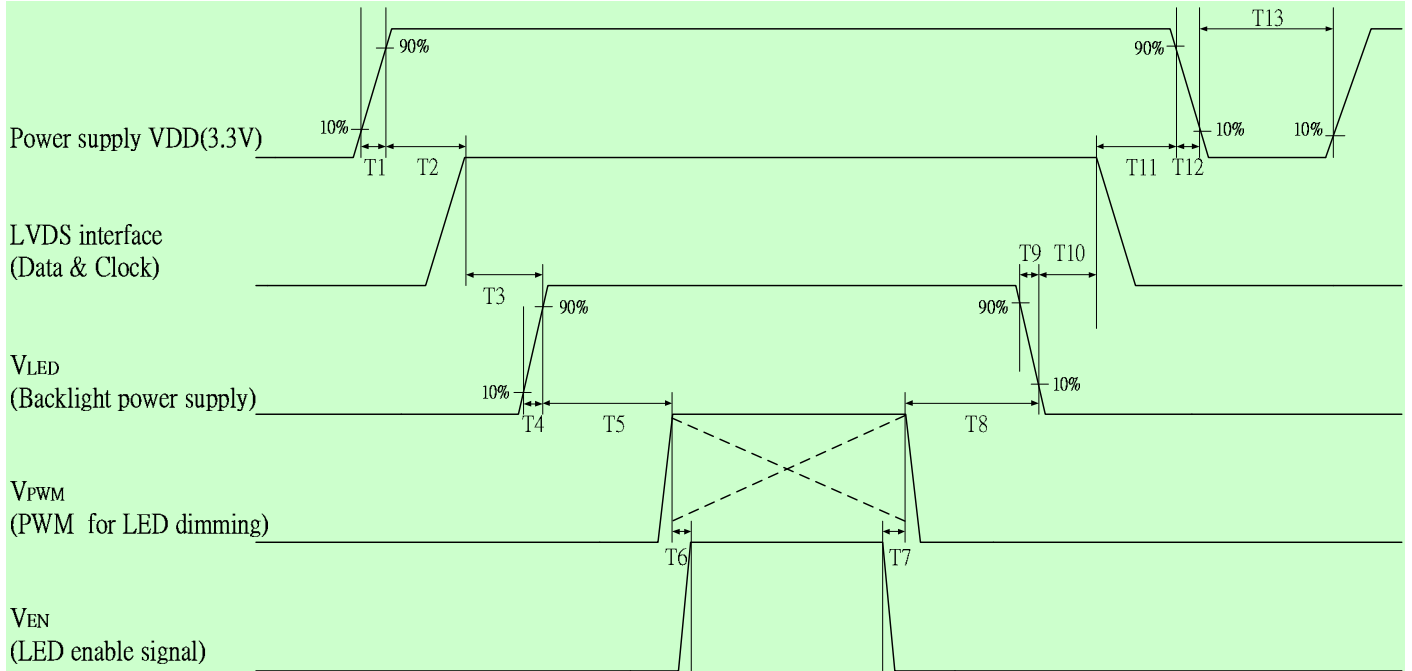 T13
90%
90%
10%
10%
10%
Power supply VDD(3.3V)
T1
T2
T11
T12
LVDS interface
(Data & Clock)
T9
T10
T3
90%
90%
VLED
(Backlight power supply)
10%
10%
T4
T5
T8
VPWM
(PWM for LED dimming)
T6
T7
VEN
(LED enable signal)